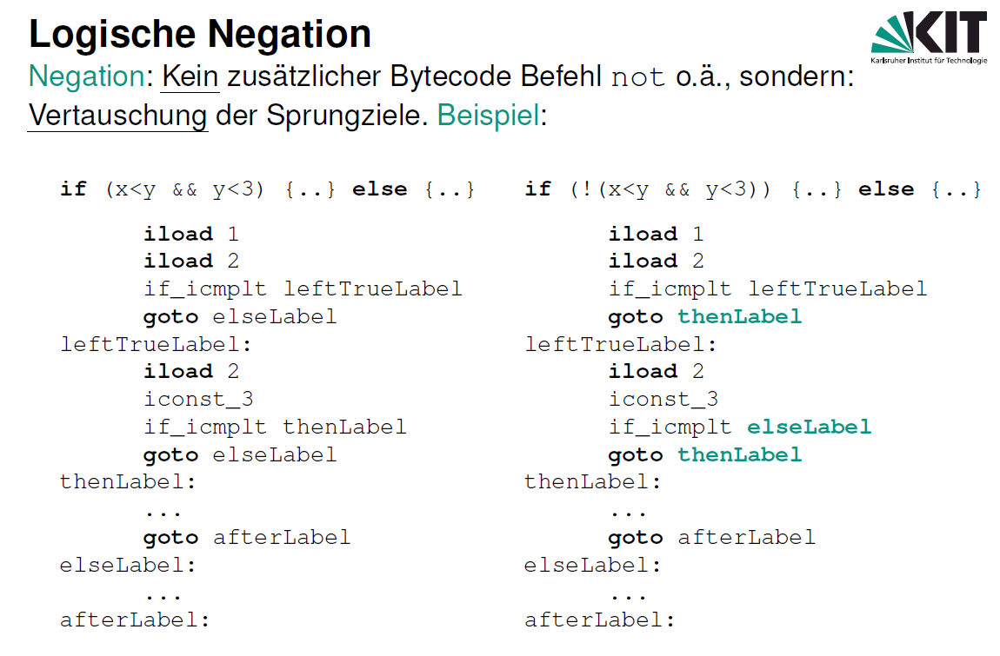 Logische Negation
KIT
Karlsruher Institut für Technologie
Negation: Kein zusätzlicher Bytecode Befehl not o.ä., sondern:
Vertauschung der Sprungziele. Beispiel:
if (x<y && y<3) {..} else {..}
iload 1
iload 2
if_icmplt leftTrueLabel
goto elseLabel
leftTrueLabel:
iload 2
iconst_3
if_icmplt thenLabel
goto elseLabel
thenLabel:
...
goto afterLabel
elseLabel:
...
afterLabel:
if (!(x<y && y<3)) {..} else {..}
iload 1
iload 2
if_icmplt leftTrueLabel
goto thenLabel
leftTrueLabel:
iload 2
iconst_3
if_icmplt elseLabel
goto thenLabel
thenLabel:
...
goto afterLabel
elseLabel:
...
afterLabel: